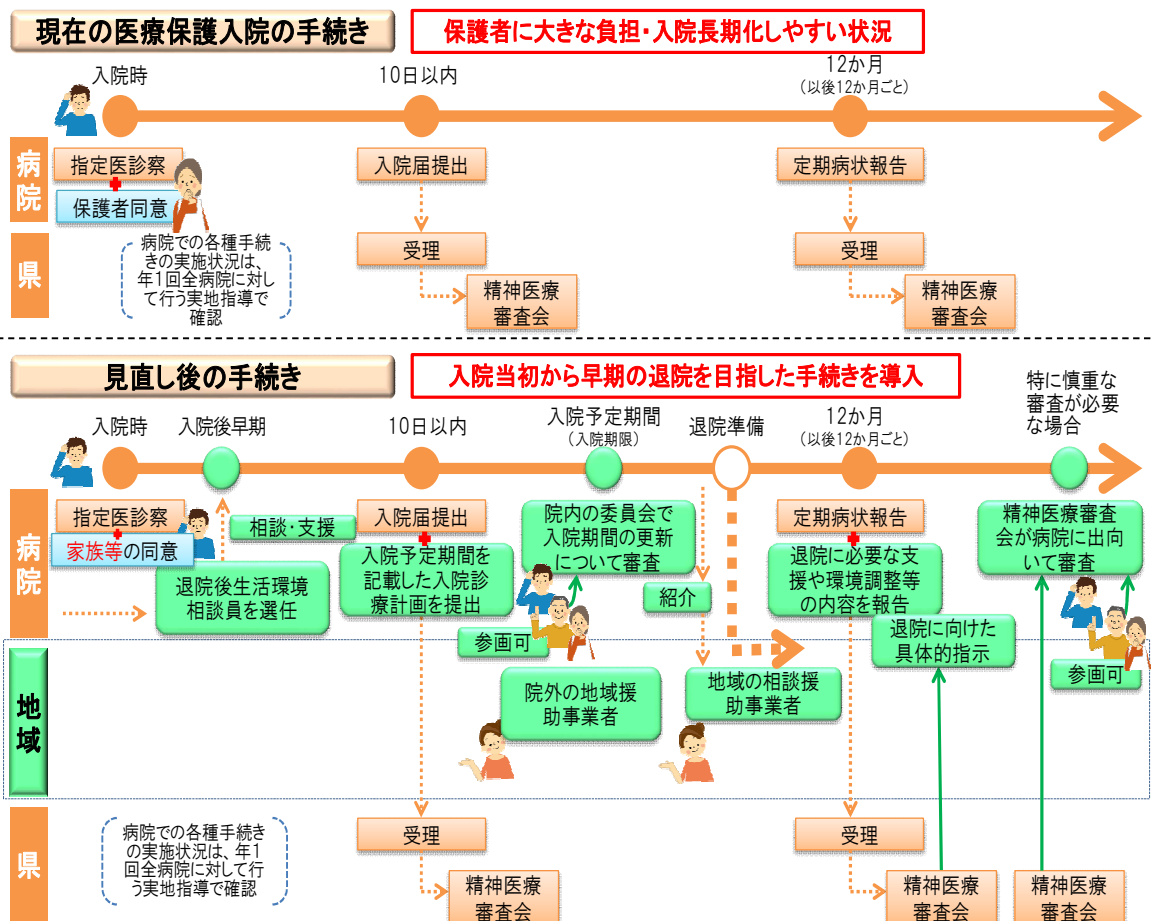 現在の医療保護入院の手続き
保護者に大きな負担・入院長期化しやすい状況
入院時
10日以内
12か月
(以後12か月ごと)
病院
指定医診察
保護者同意
入院届提出
定期病状報告
県
病院での各種手続
きの実施状況は、
年1回全病院に対し
て行う実地指導で
確認
受理
精神医療
審査会
受理
精神医療
審査会
見直し後の手続き
入院当初から早期の退院を目指した手続きを導入
特に慎重な
審査が必要
な場合
入院時
入院後早期
10日以内
入院予定期間
(入院期限)
退院準備
12か月
(以後12か月ごと)
病院
指定医診察
家族等の同意
相談・支援
退院後生活環境
相談員を選任
入院届提出
入院予定期間を
記載した入院診
療計画を提出
院内の委員会で
入院期間の更新
について審査
参画可
紹介
定期病状報告
退院に必要な支
援や環境調整等
の内容を報告
退院に向けた
具体的指示
精神医療審査
会が病院に出向
いて審査
参画可
地域
院外の地域援
助事業者
地域の相談援
助事業者
県
病院での各種手続き
の実施状況は、年1
回全病院に対して行
う実地指導で確認
受理
精神医療
審査会
受理
精神医療
審査会
精神医療
審査会